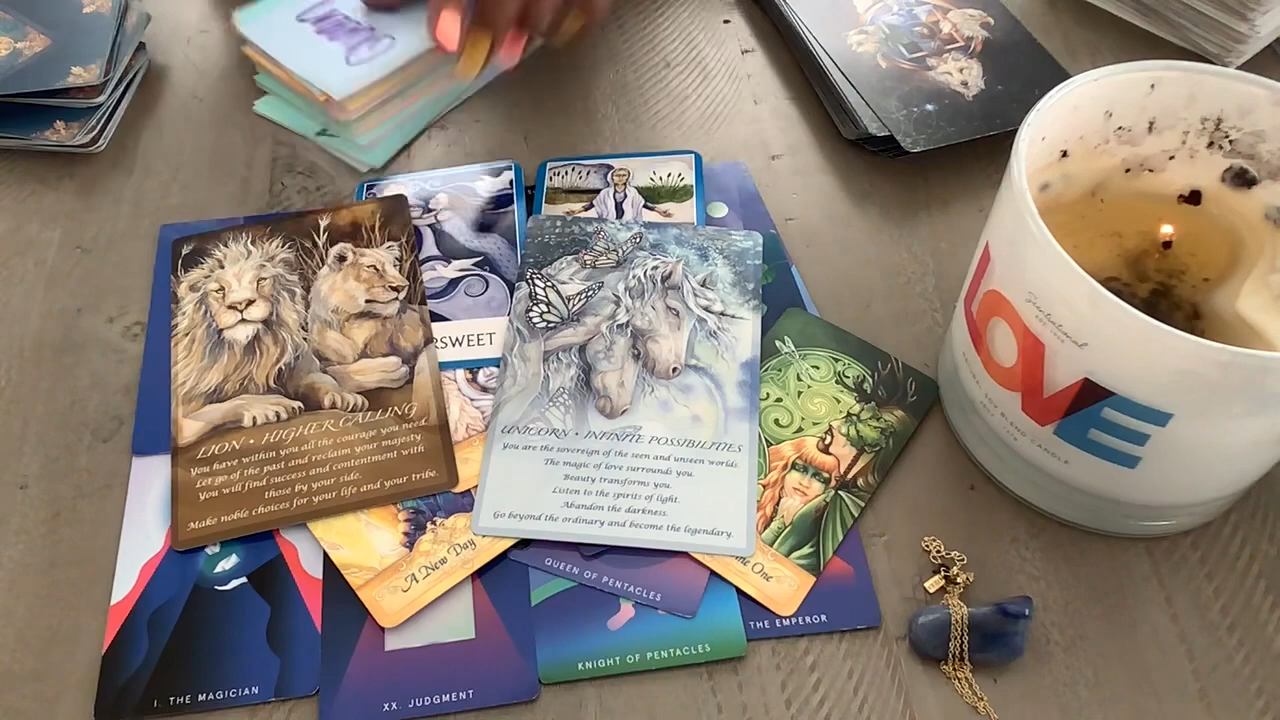 RSWEET
LION • HIGHER CALLING
You have within you all the courage you need.
Let go of the past and reclaim your majesty.
You will find success and contentment with
those by your side.
Make noble choices for your life and your tribe.
UNICORN • INFINITE POSSIBILITIES
You are the sovereign of the seen and unseen worlds.
The magic of love surrounds you.
Beauty transforms you.
Listen to the spirits of light.
Abandon the darkness.
Go beyond the ordinary and become the legendary.
A New Day
One
QUEEN OF PENTACLES
I. THE MAGICIAN
XX. JUDGMENT
KNIGHT OF PENTACLES
THE EMPEROR
LOVE
SOY BLEND CANDLE